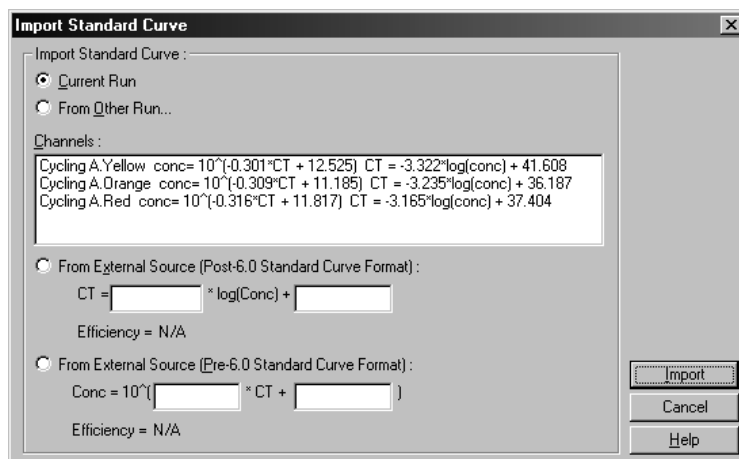 Import Standard Curve
Import Standard Curve :
Current Run
From Other Run...
Channels :
Cycling A.Yellow conc= 10^(-0.301*CT + 12.525) CT = -3.322*log(conc) + 41.608
Cycling A.Orange conc= 10^(-0.309*CT + 11.185) CT = -3.235*log(conc) + 36.187
Cycling A.Red conc= 10^(-0.316*CT + 11.817) CT = -3.165*log(conc) + 37.404
From External Source (Post-6.0 Standard Curve Format) :
CT = * log(Conc) +
Efficiency = N/A
From External Source (Pre-6.0 Standard Curve Format) :
Conc = 10^( * CT + )
Efficiency = N/A
Import
Cancel
Help